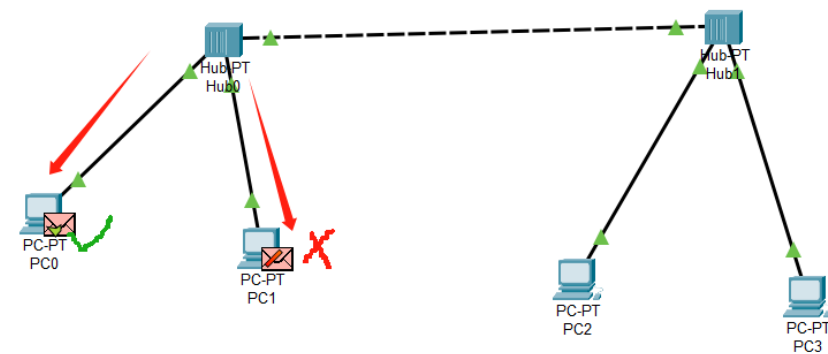 Hub-PT
Hub0
Hub-PT
Hub1
PC-PT
PC0
PC-PT
PC1
PC-PT
PC2
PC-PT
PC3